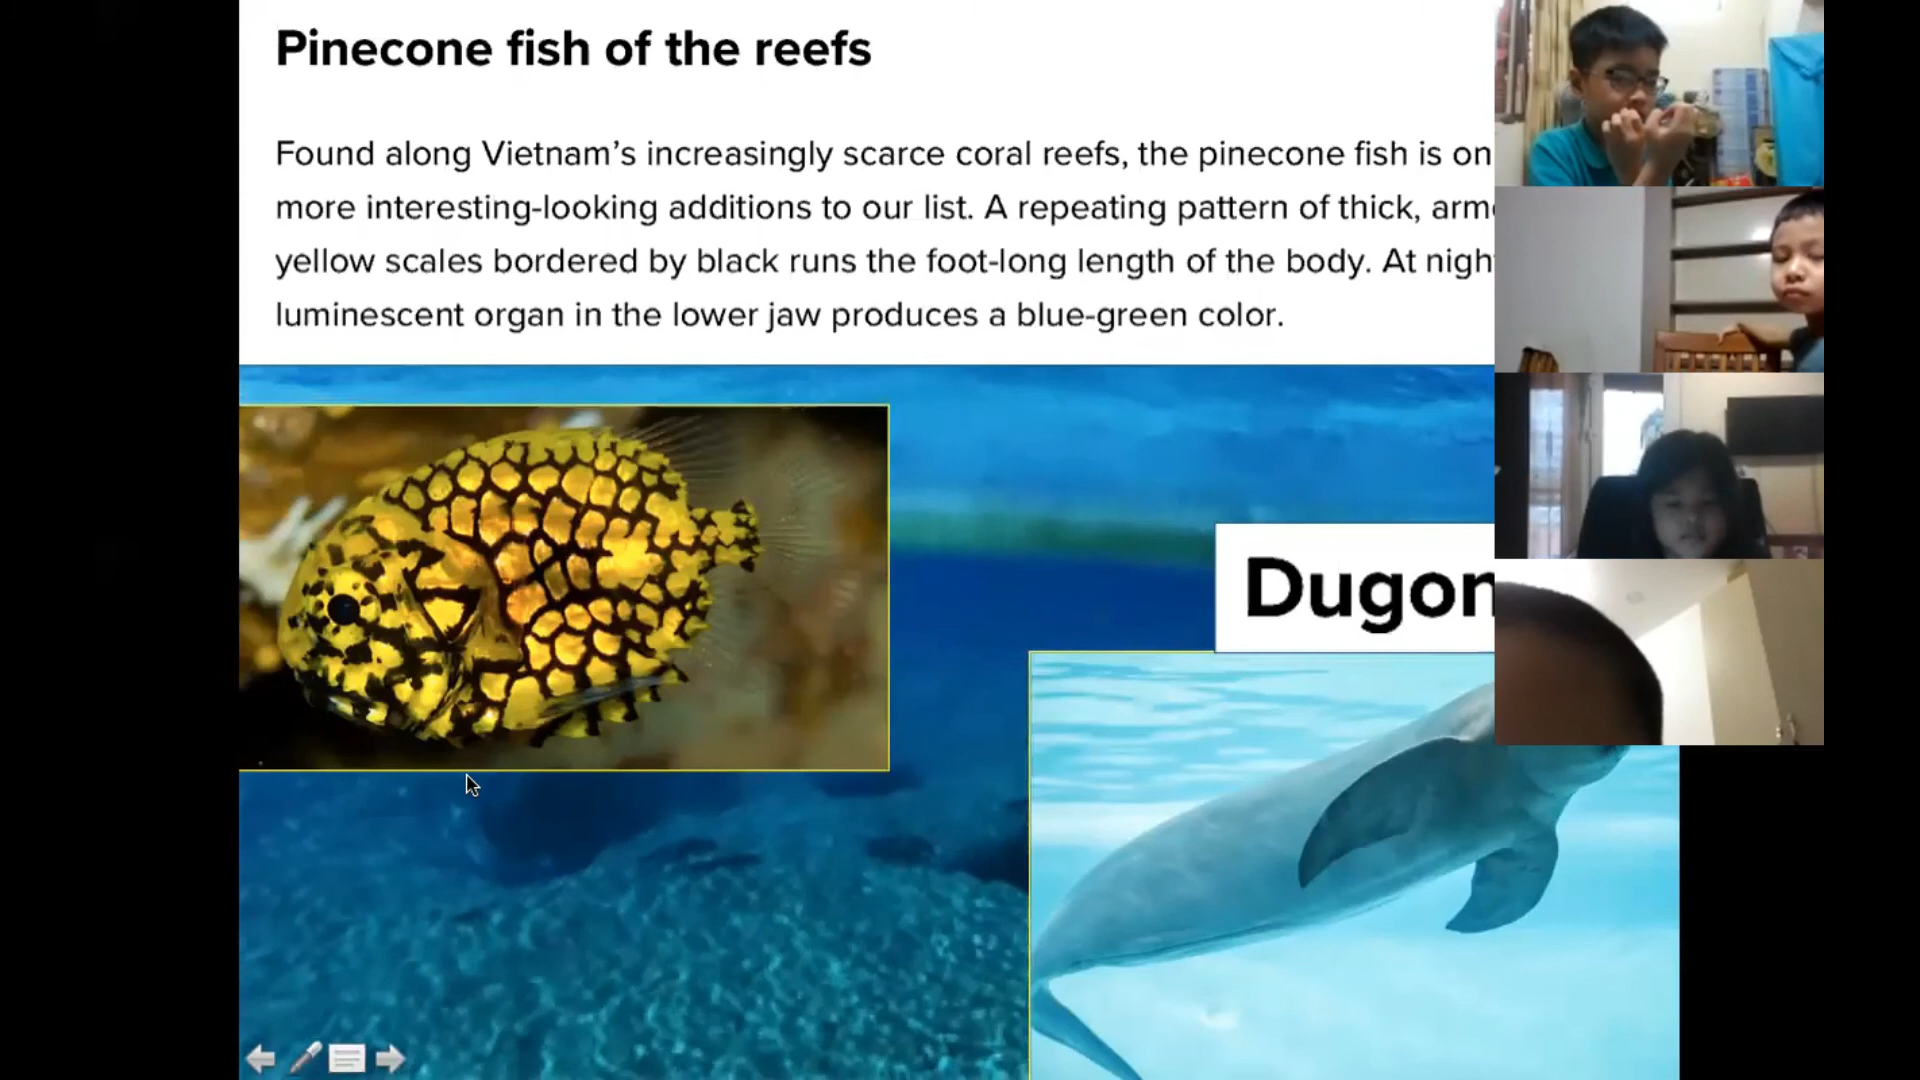 Pinecone fish of the reefs
Found along Vietnam's increasingly scarce coral reefs, the pinecone fish is on
more interesting-looking additions to our list. A repeating pattern of thick,
yellow scales bordered by black runs the foot-long length of the body. At
luminescent organ in the lower jaw produces a blue-green color.
Dugon